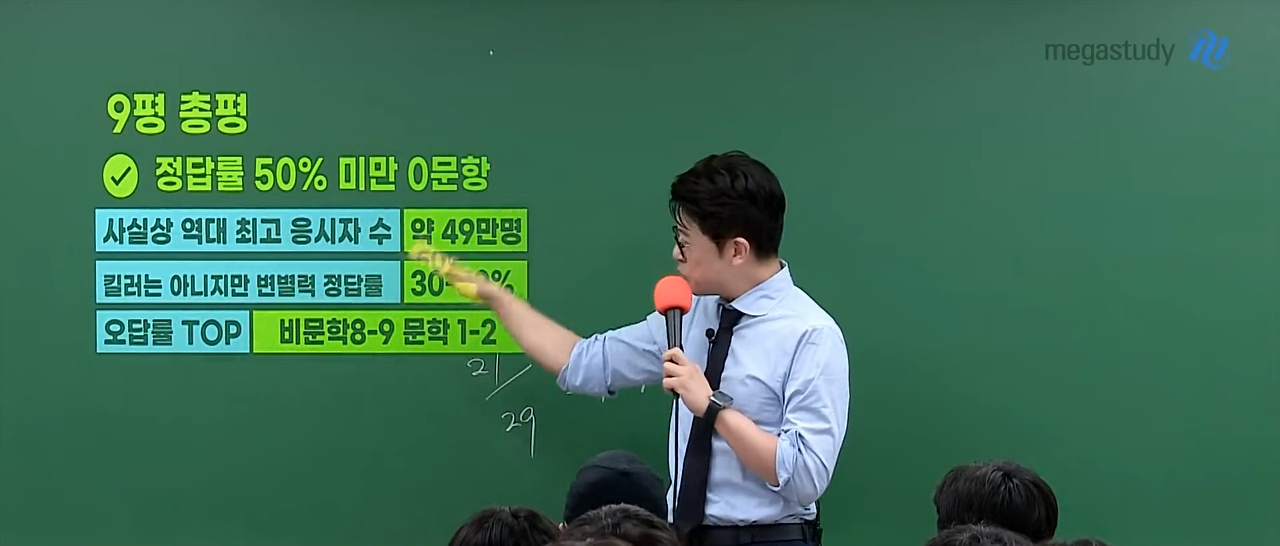 megastudy
9평 총평
정답률 50% 미만 0문항
사실상 역대 최고 응시자 수 약 49만명
킬러는 아니지만 변별력 정답률 30-
오답률 TOP 비문학8-9 문학 1-2
21
29